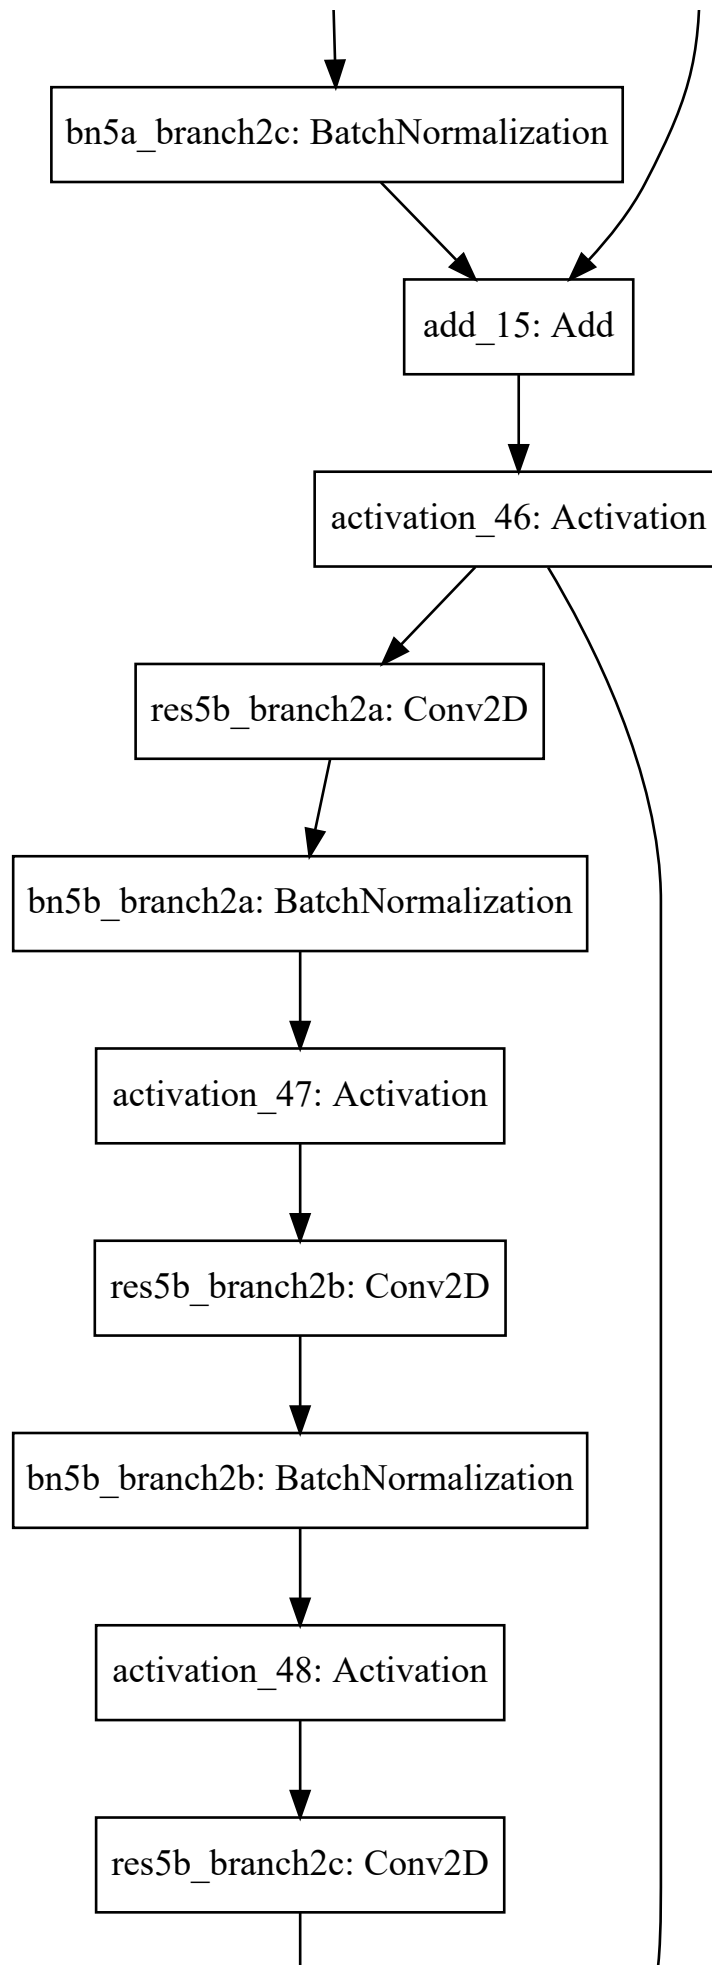 bn5a_branch2c: BatchNormalization
add_15: Add
activation_46: Activation
res5b_branch2a: Conv2D
bn5b_branch2a: BatchNormalization
activation_47: Activation
res5b_branch2b: Conv2D
bn5b_branch2b: BatchNormalization
activation_48: Activation
res5b_branch2c: Conv2D